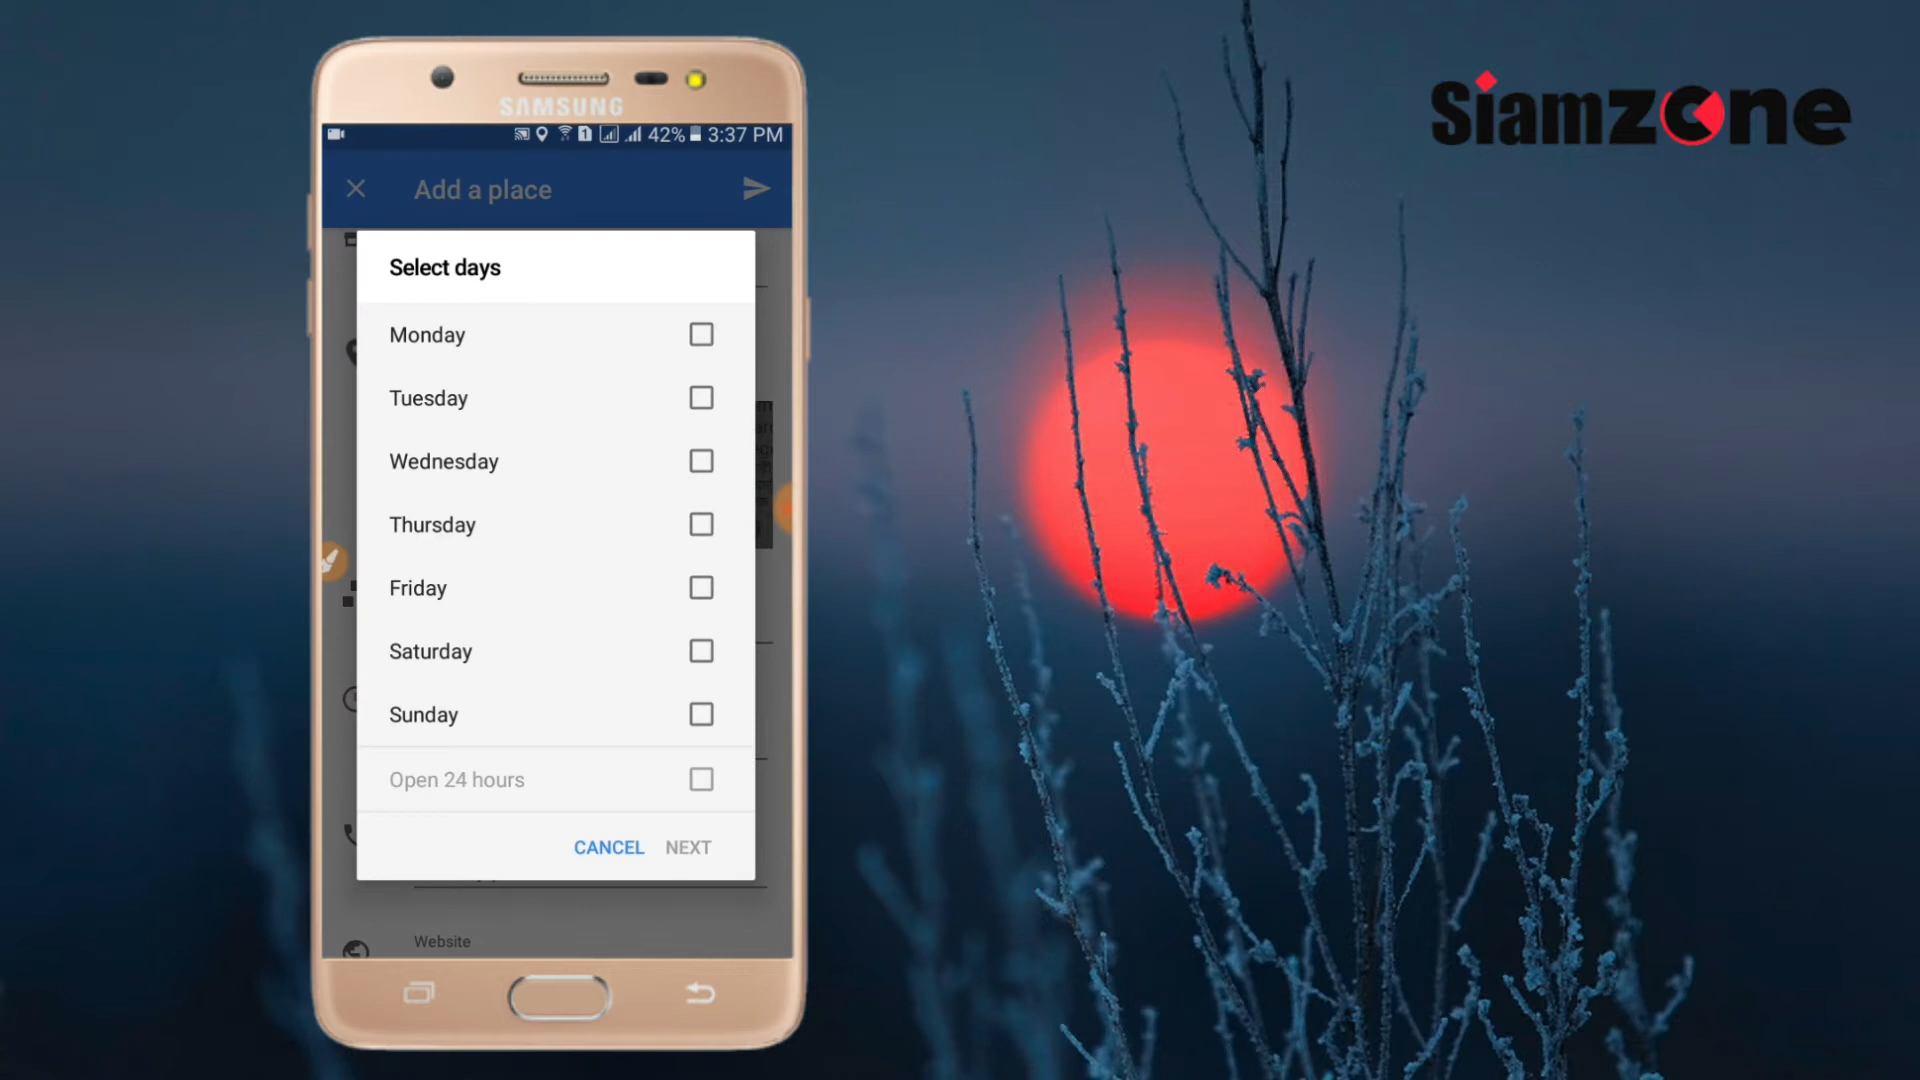 Siamzone
SAMSUNG
1 42% 3:37 PM
Add a place
Select days
Monday
Tuesday
Wednesday
Thursday
Friday
Saturday
Sunday
Open 24 hours
CANCEL NEXT
Website